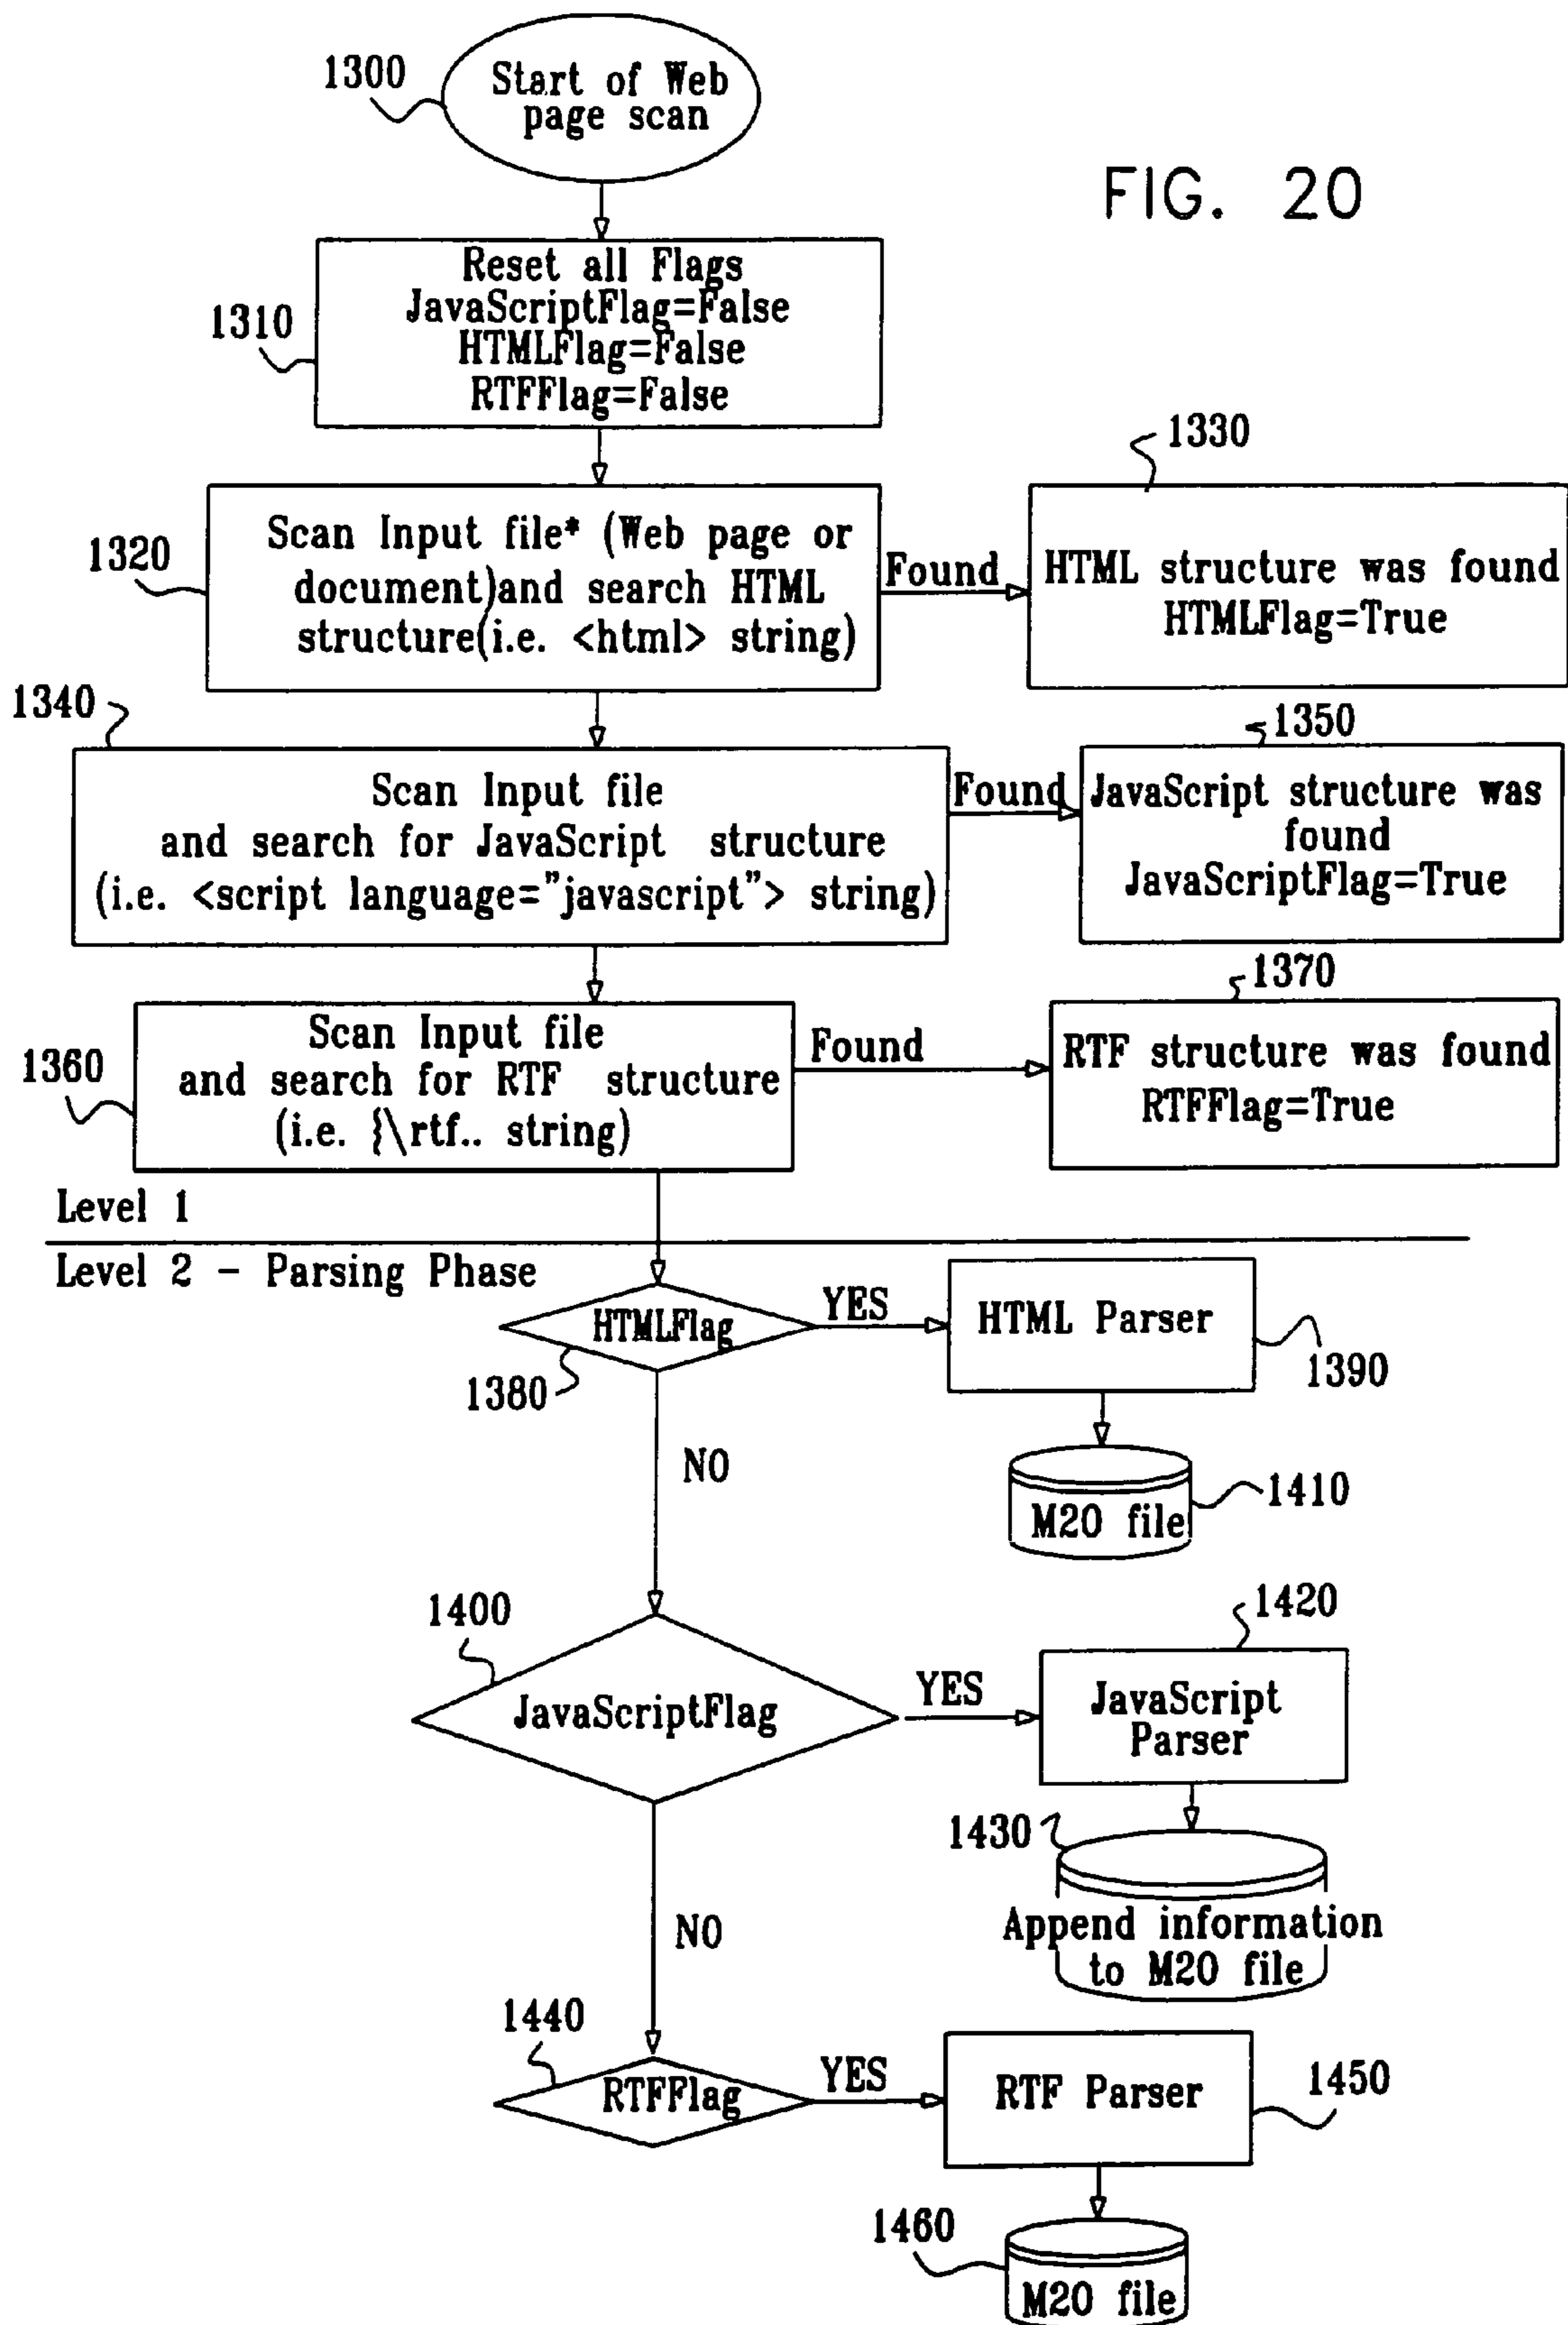 1300
Start of Web
page scan
FIG. 20
1310
Reset all Flags
JavaScriptFlag=False
HTMLFlag=False
RTFFlag=False
1320
Scan Input file* (Web page or
document)and search HTML
structure(i.e. <html> string)
Found
1330
HTML structure was found
HTMLFlag=True
1340
Scan Input file
and search for JavaScript structure
(i.e. <script language="javascript"> string)
Found
1350
JavaScript structure was
found
JavaScriptFlag=True
1360
Scan Input file
and search for RTF structure
(i.e. {\rtf.. string)
Found
1370
RTF structure was found
RTFFlag=True
Level 1
Level 2 - Parsing Phase
HTMLFlag
1380
YES
HTML Parser
1390
NO
M20 file
1410
1400
JavaScriptFlag
YES
1420
JavaScript
Parser
1430
Append information
to M20 file
NO
1440
RTFFlag
YES
RTF Parser
1450
1460
M20 file